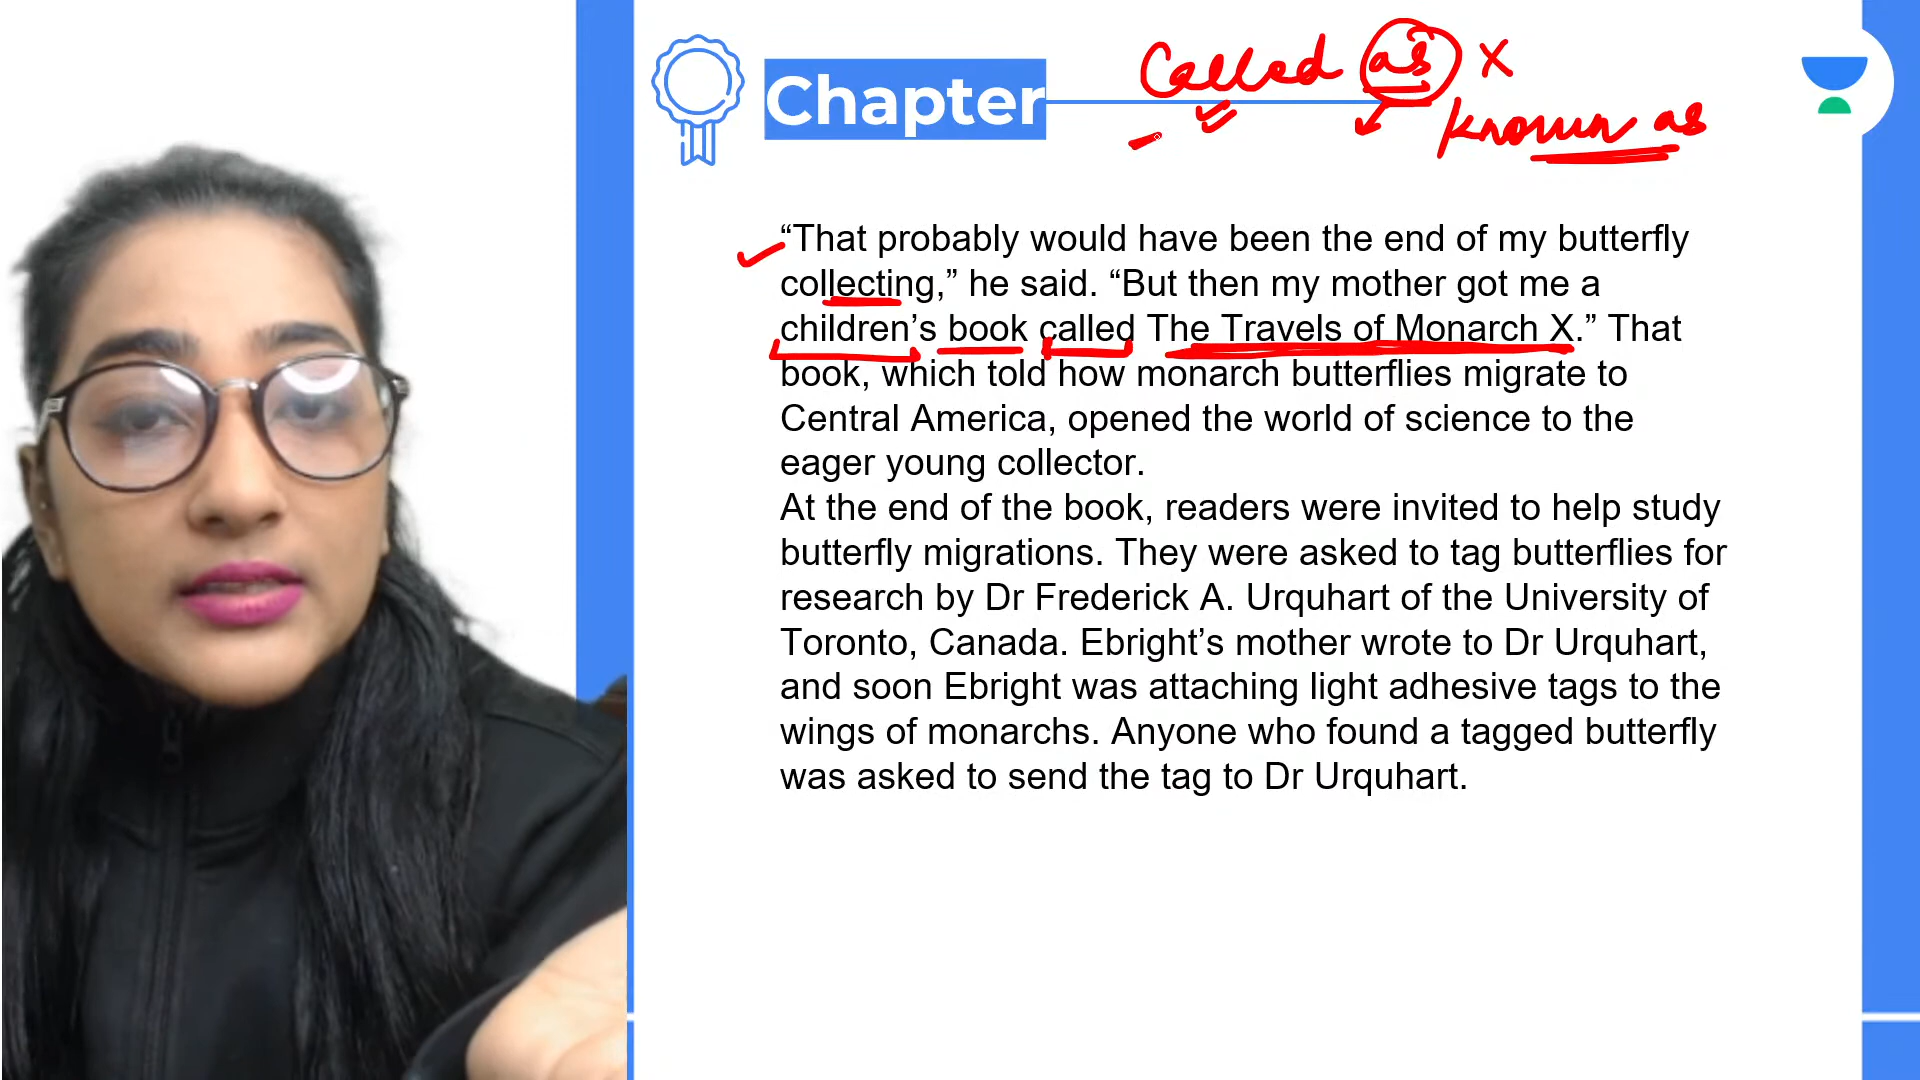 Called as X
Chapter
known as
“That probably would have been the end of my butterfly
collecting,” he said. “But then my mother got me a
children’s book called The Travels of Monarch X.” That
book, which told how monarch butterflies migrate to
Central America, opened the world of science to the
eager young collector.
At the end of the book, readers were invited to help study
butterfly migrations. They were asked to tag butterflies for
research by Dr Frederick A. Urquhart of the University of
Toronto, Canada. Ebright’s mother wrote to Dr Urquhart,
and soon Ebright was attaching light adhesive tags to the
wings of monarchs. Anyone who found a tagged butterfly
was asked to send the tag to Dr Urquhart.